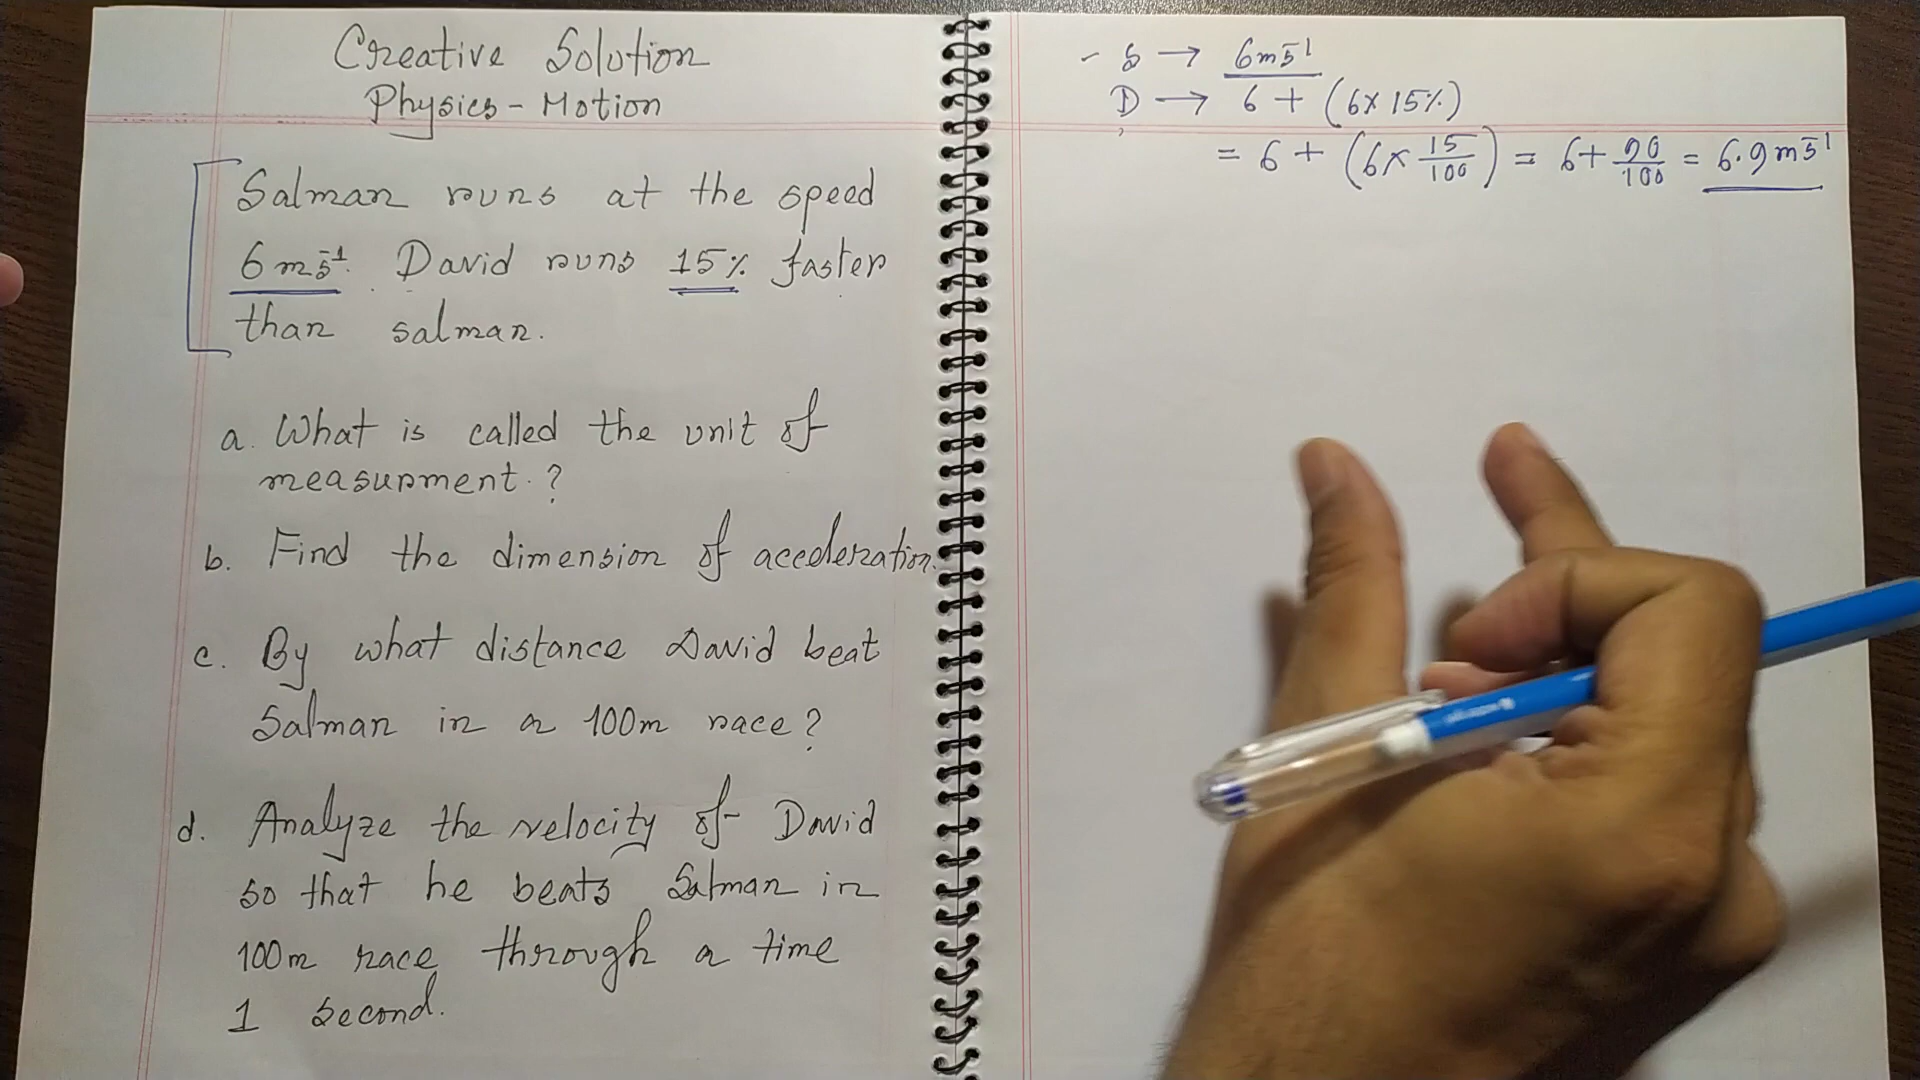 Creative Solution
Physics - Motion
Salman runs at the speed
6 ms⁻¹. David runs 15% faster
than salman.
a. What is called the unit of
measurment.?
b. Find the dimension of acceleration.
c. By what distance David beat
Salman in a 100m race?
d. Analyze the velocity of David
so that he beats Salman in
100m race through a time
1 second.
- S → 6ms⁻¹
D → 6 + (6 x 15%)
= 6 + (6 x 15/100) = 6 + 90/100 = 6.9 ms⁻¹